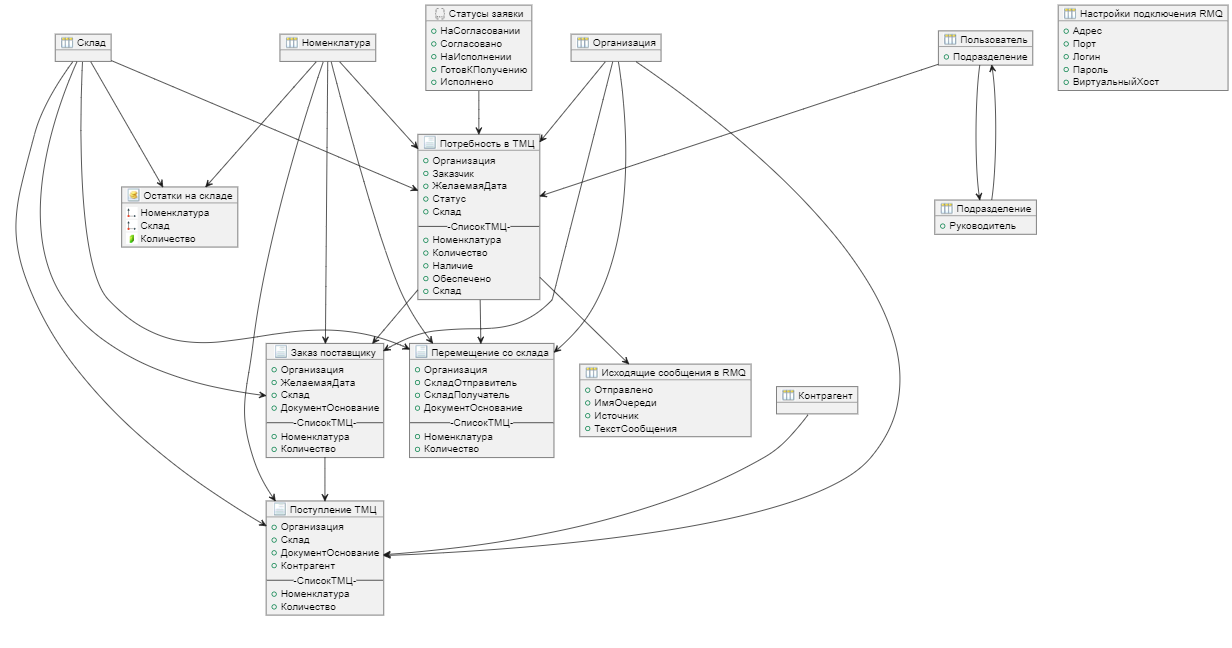 Склад
Номенклатура
Статусы заявки
НаСогласовании
Согласовано
НаИсполнении
ГотовКПолучению
Исполнено
Организация
Пользователь
Подразделение
Настройки подключения RMQ
Адрес
Порт
Логин
Пароль
ВиртуальныйХост
Потребность в ТМЦ
Организация
Заказчик
ЖелаемаяДата
Статус
Склад
-СписокТМЦ-
Номенклатура
Количество
Наличие
Обеспечено
Склад
Остатки на складе
Номенклатура
Склад
Количество
Подразделение
Руководитель
Заказ поставщику
Организация
ЖелаемаяДата
Склад
ДокументОснование
-СписокТМЦ-
Номенклатура
Количество
Перемещение со склада
Организация
СкладОтправитель
СкладПолучатель
ДокументОснование
-СписокТМЦ-
Номенклатура
Количество
Исходящие сообщения в RMQ
Отправлено
ИмяОчереди
Источник
ТекстСообщения
Контрагент
Поступление ТМЦ
Организация
Склад
ДокументОснование
Контрагент
-СписокТМЦ-
Номенклатура
Количество